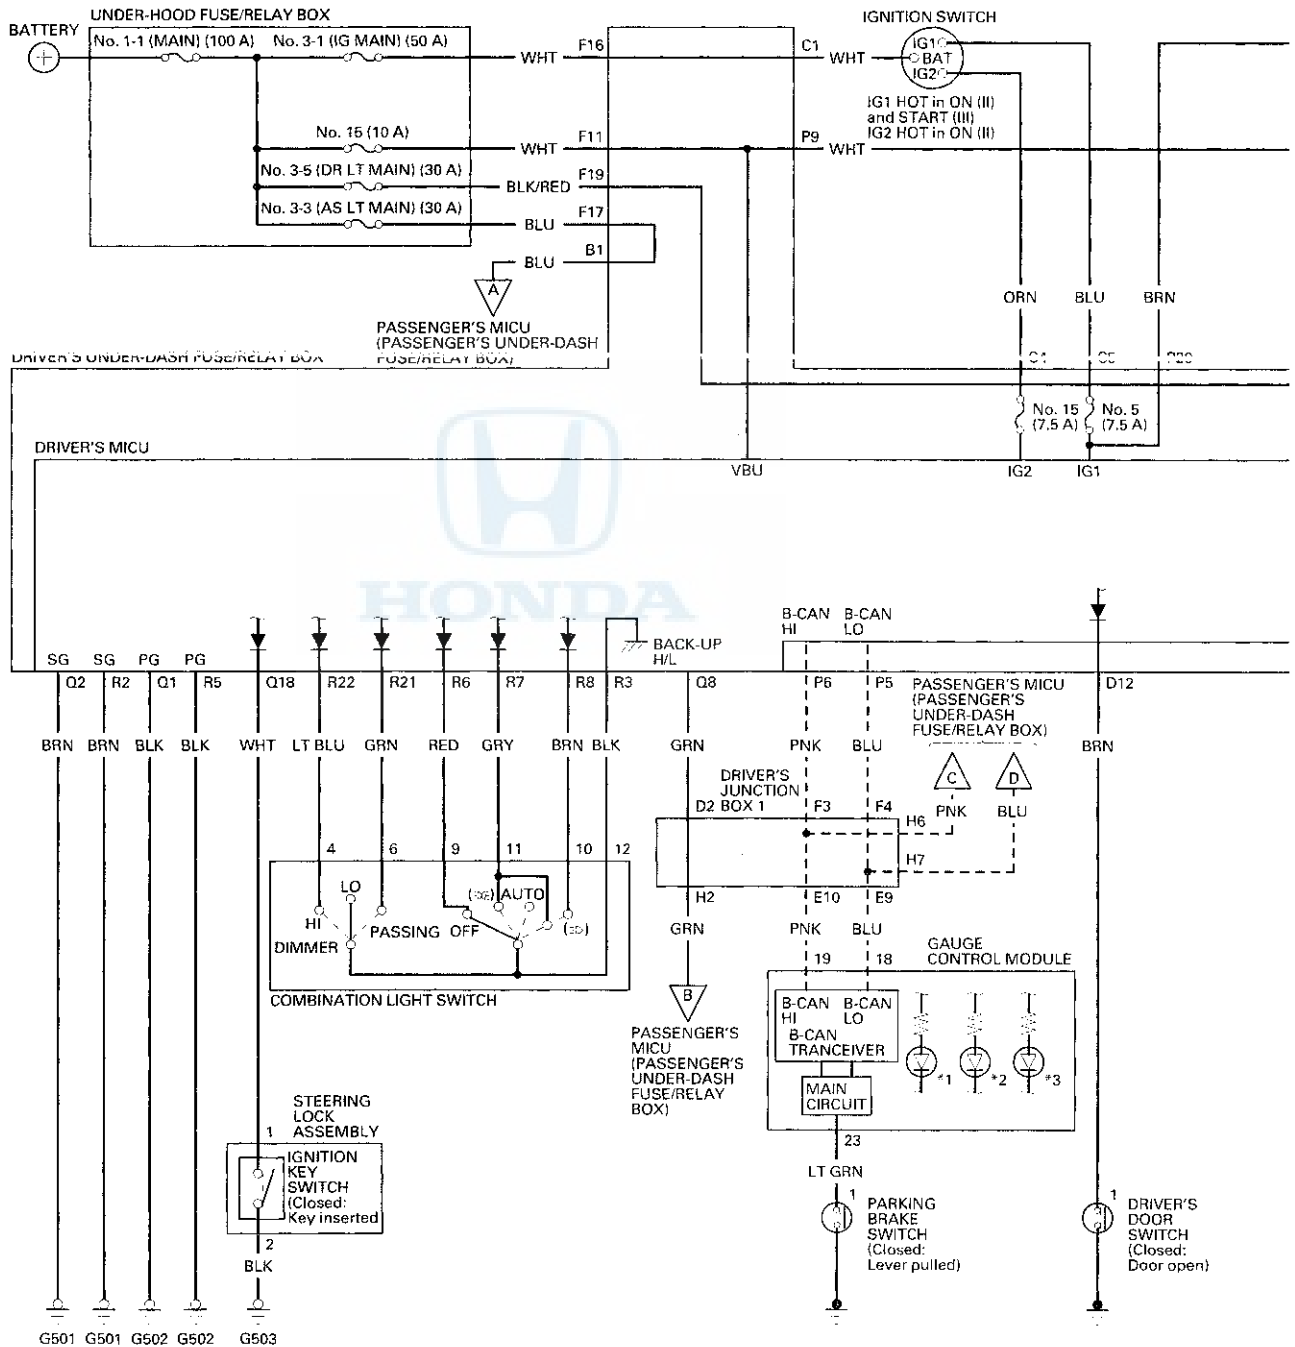 UNDER-HOOD FUSE/RELAY BOX
BATTERY
No. 1-1 (MAIN) (100 A)
No. 3-1 (IG MAIN) (50 A)
WHT
F16
C1
WHT
IGNITION SWITCH
IG1
BAT
IG2
IG1 HOT in ON (II)
and START (III)
IG2 HOT in ON (II)
No. 15 (10 A)
WHT
F11
P9
WHT
No. 3-5 (DR LT MAIN) (30 A)
BLK/RED
F19
No. 3-3 (AS LT MAIN) (30 A)
BLU
F17
BLU
B1
A
PASSENGER'S MICU
(PASSENGER'S UNDER-DASH
FUSE/RELAY BOX)
ORN
BLU
BRN
DRIVER'S UNDER-DASH FUSE/RELAY BOX
No. 15
(7.5 A)
No. 5
(7.5 A)
DRIVER'S MICU
VBU
IG2
IG1
HONDA
B-CAN
HI
B-CAN
LO
BACK-UP
H/L
SG
SG
PG
PG
Q2
R2
Q1
R5
Q18
R22
R21
R6
R7
R8
R3
Q8
P6
P5
D12
PASSENGER'S MICU
(PASSENGER'S
UNDER-DASH
FUSE/RELAY BOX)
BRN
BRN
BLK
BLK
WHT
LT BLU
GRN
RED
GRY
BRN
BLK
GRN
PNK
BLU
BRN
C
D
PNK
BLU
DRIVER'S
JUNCTION
BOX 1
D2
F3
F4
H6
H7
H2
E10
E9
4
6
9
11
10
12
LO
HI
DIMMER
PASSING
OFF
AUTO
COMBINATION LIGHT SWITCH
GRN
PNK
BLU
B
PASSENGER'S
MICU
(PASSENGER'S
UNDER-DASH
FUSE/RELAY
BOX)
19
18
GAUGE
CONTROL MODULE
B-CAN
HI
B-CAN
LO
B-CAN
TRANCEIVER
MAIN
CIRCUIT
*1
*2
*3
23
LT GRN
1
PARKING
BRAKE
SWITCH
(Closed:
Lever pulled)
1
DRIVER'S
DOOR
SWITCH
(Closed:
Door open)
STEERING
LOCK
ASSEMBLY
1
IGNITION
KEY
SWITCH
(Closed:
Key inserted
2
BLK
G501
G501
G502
G502
G503